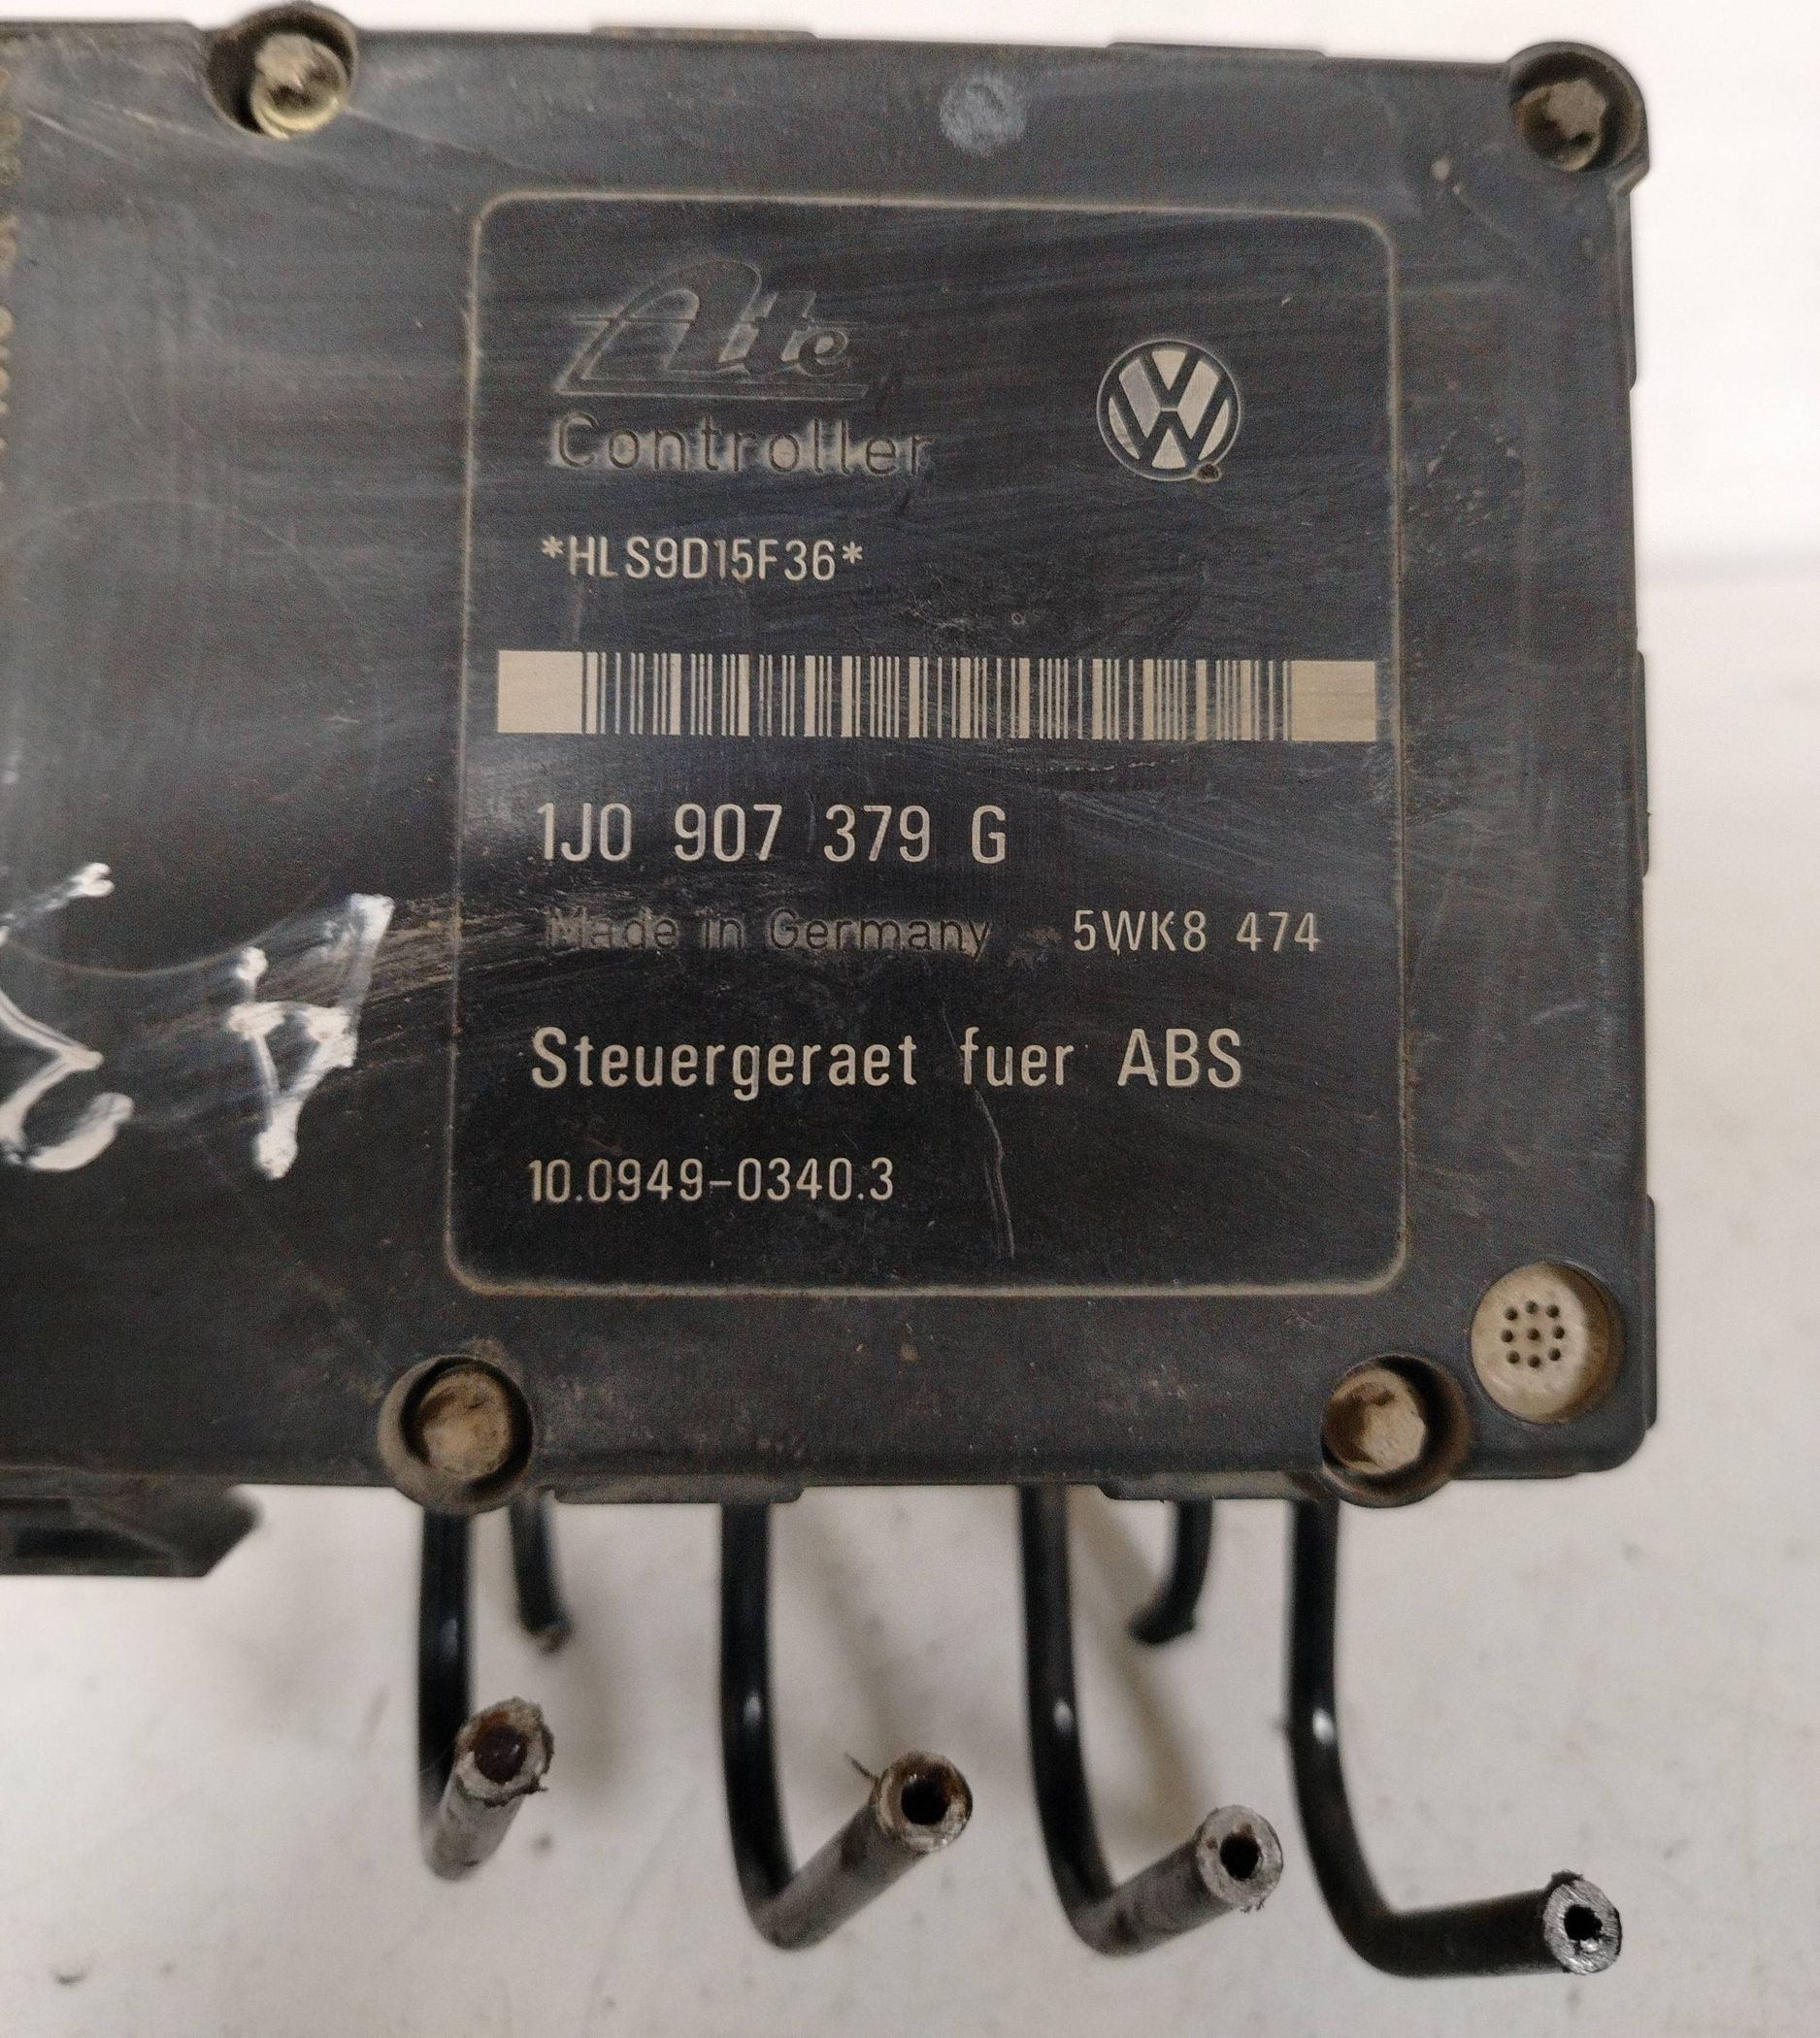 Ate
Controller
*HLS9D15F36*
1J0 907 379 G
Made in Germany 5WK8 474
Steuergeraet fuer ABS
10.0949-0340.3